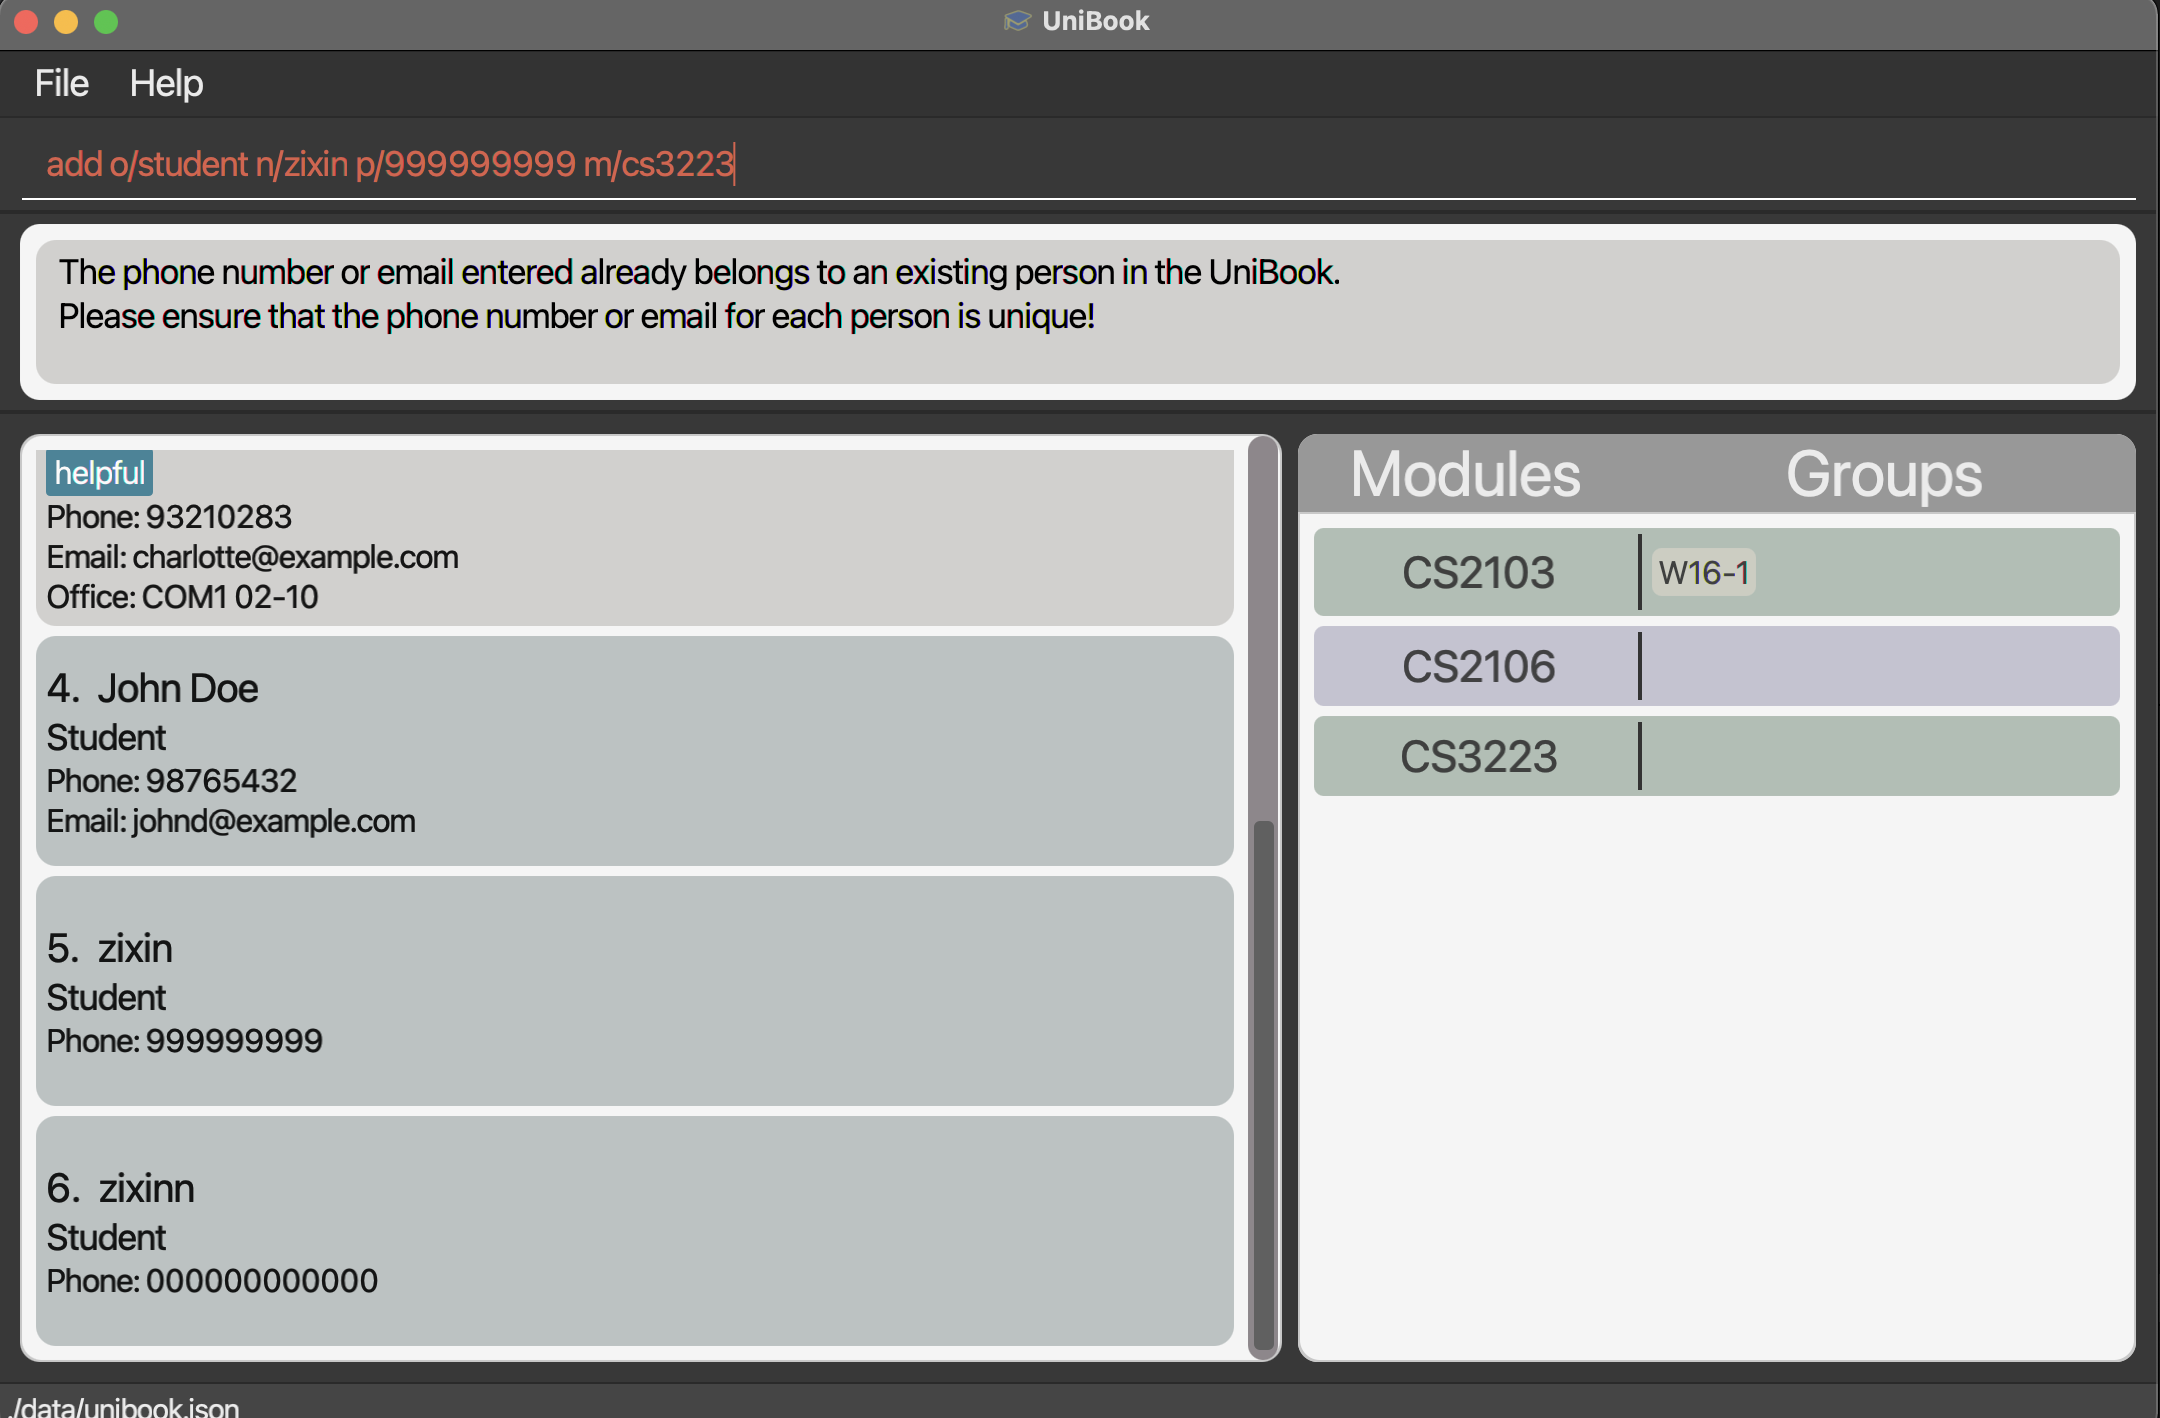 UniBook
File Help
add o/student n/zixin p/999999999 m/cs3223
The phone number or email entered already belongs to an existing person in the UniBook.
Please ensure that the phone number or email for each person is unique!
helpful
Phone: 93210283
Email: charlotte@example.com
Office: COM1 02-10
4. John Doe
Student
Phone: 98765432
Email: johnd@example.com
5. zixin
Student
Phone: 999999999
6. zixinn
Student
Phone: 000000000000
Modules Groups
CS2103 W16-1
CS2106
CS3223
./data/unibook.json